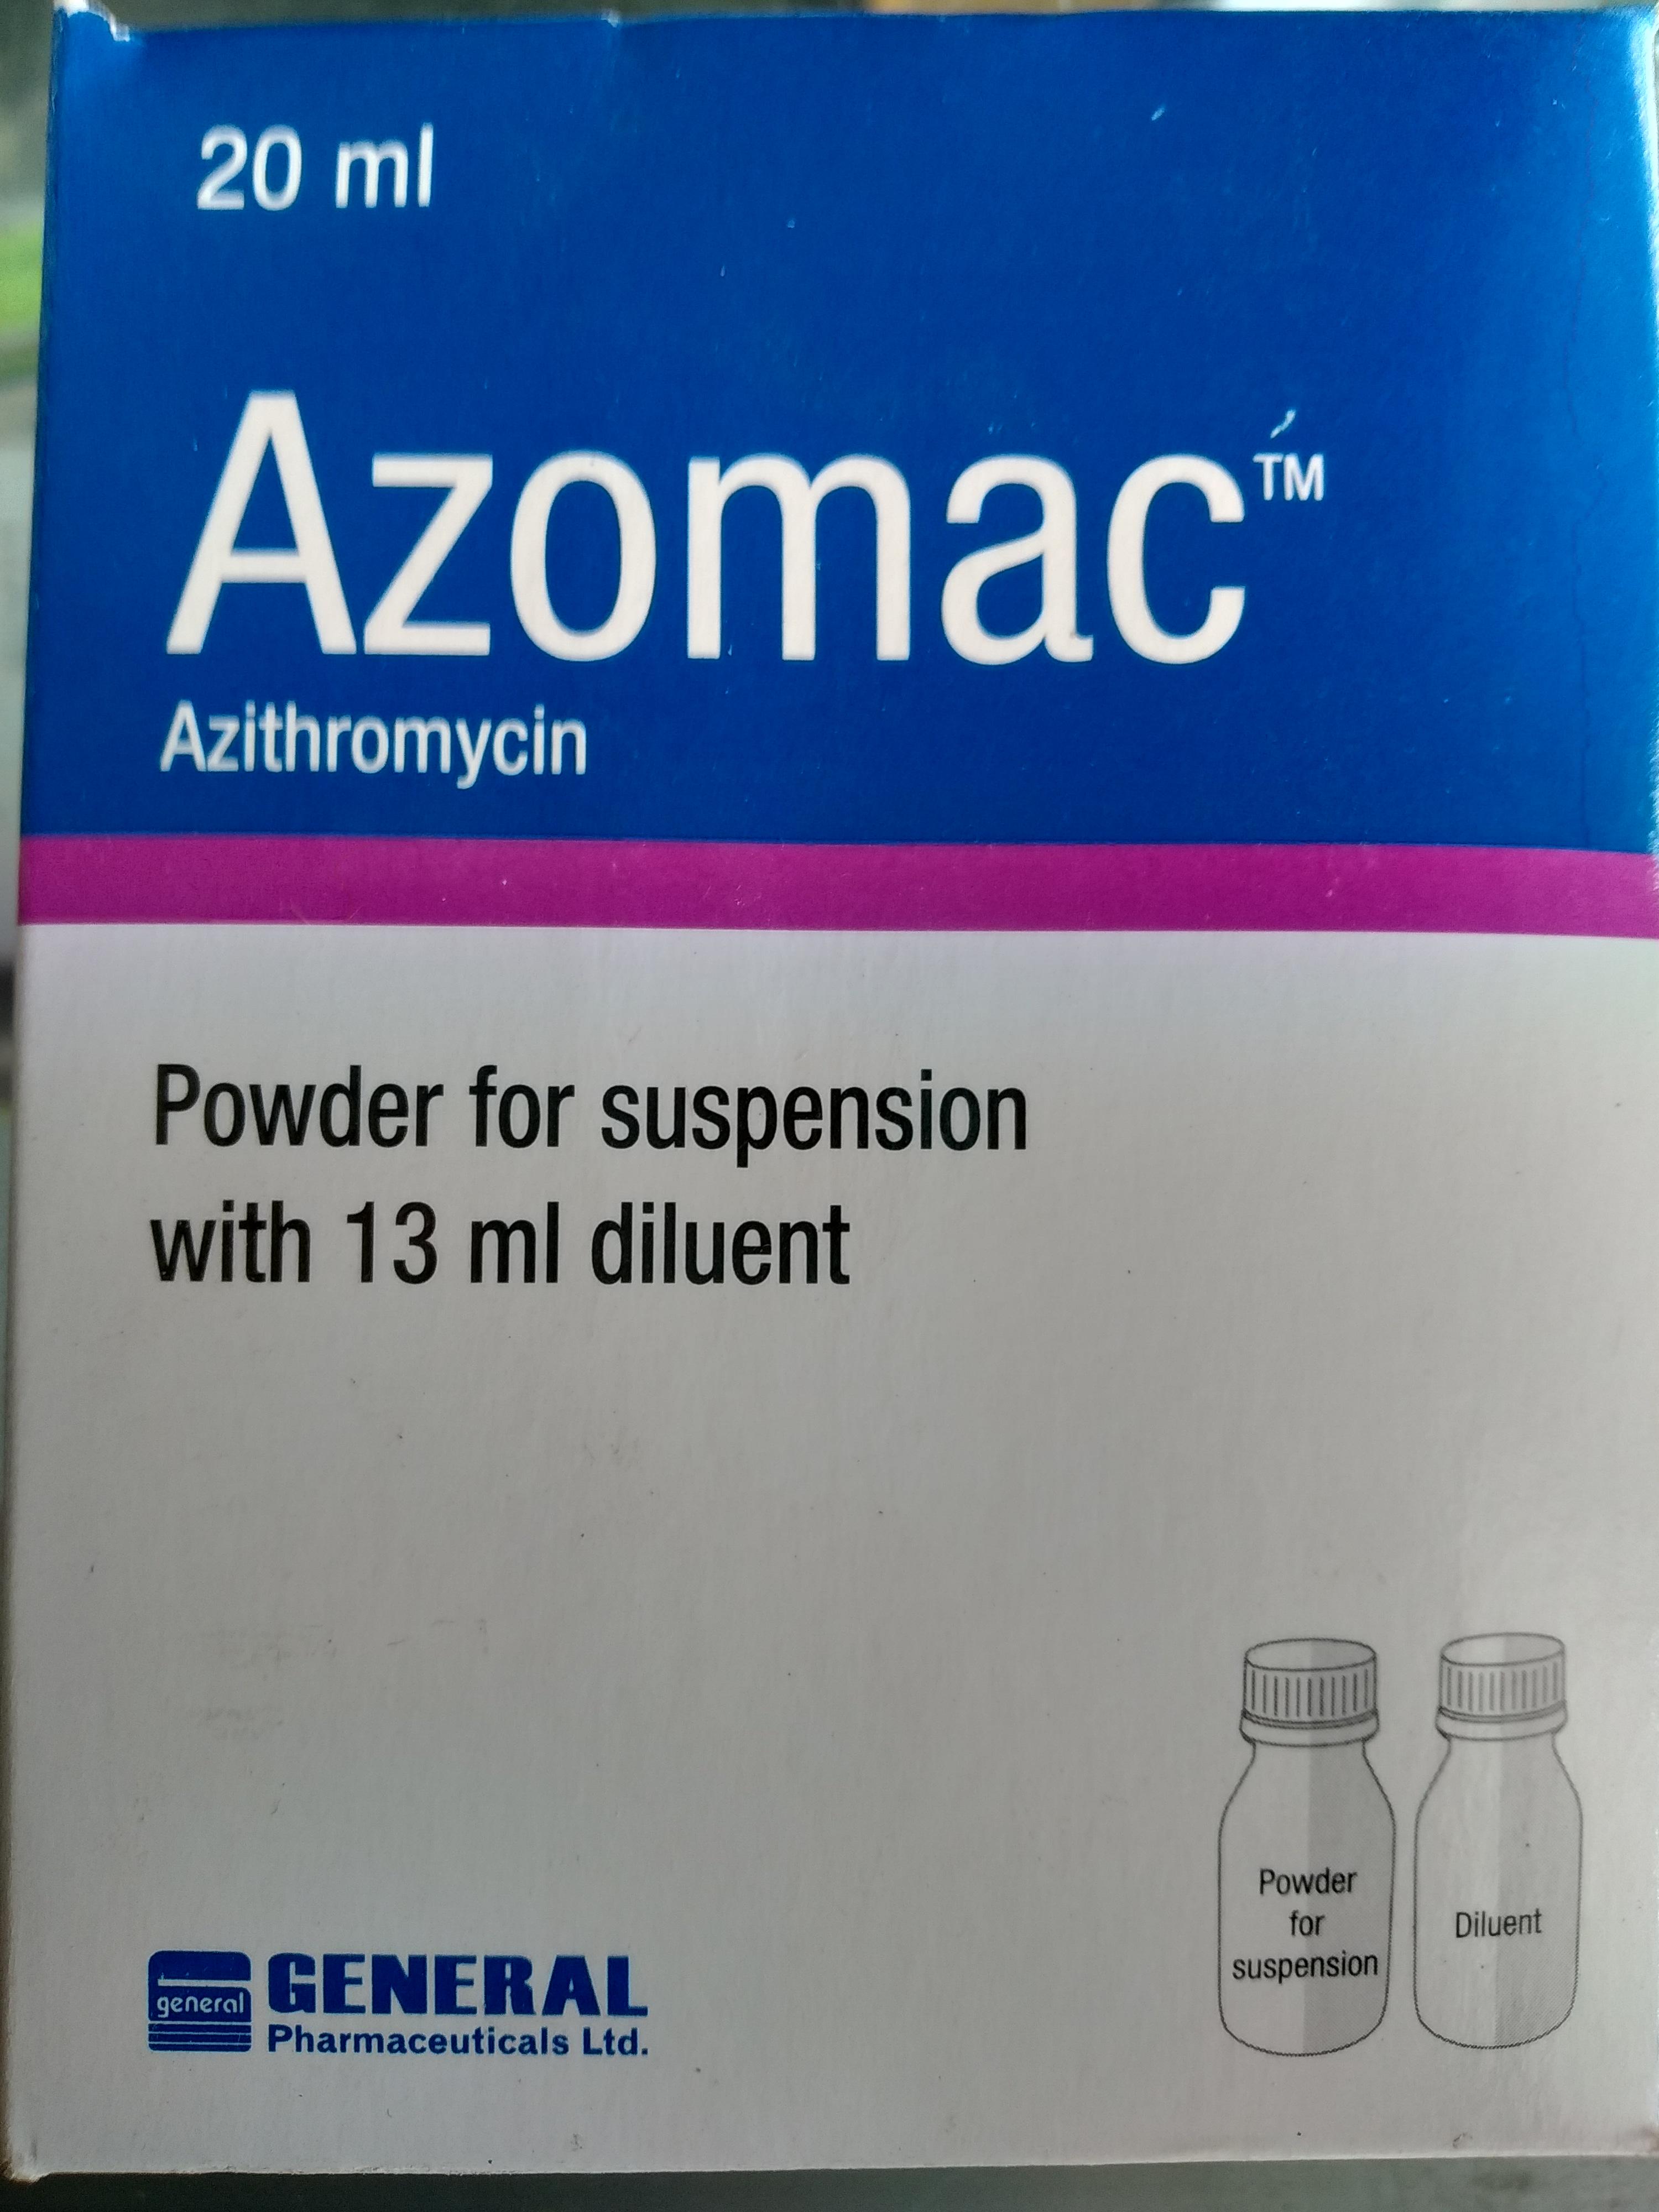 20 ml
Azomac™
Azithromycin
Powder for suspension
with 13 ml diluent
Powder
for
suspension
Diluent
general
GENERAL
Pharmaceuticals Ltd.